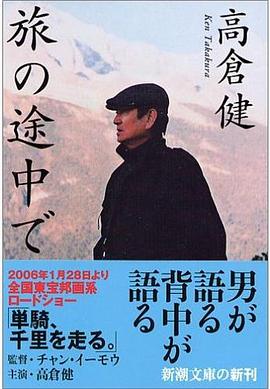 高倉健
Ken Takakura
旅の途中で
男が
語る
背中が
語る
2006年1月28日より
全国東宝邦画系
ロードショー
「単騎、
千里を走る。」
監督・チャン・イーモウ
主演・高倉健
新潮文庫の新刊